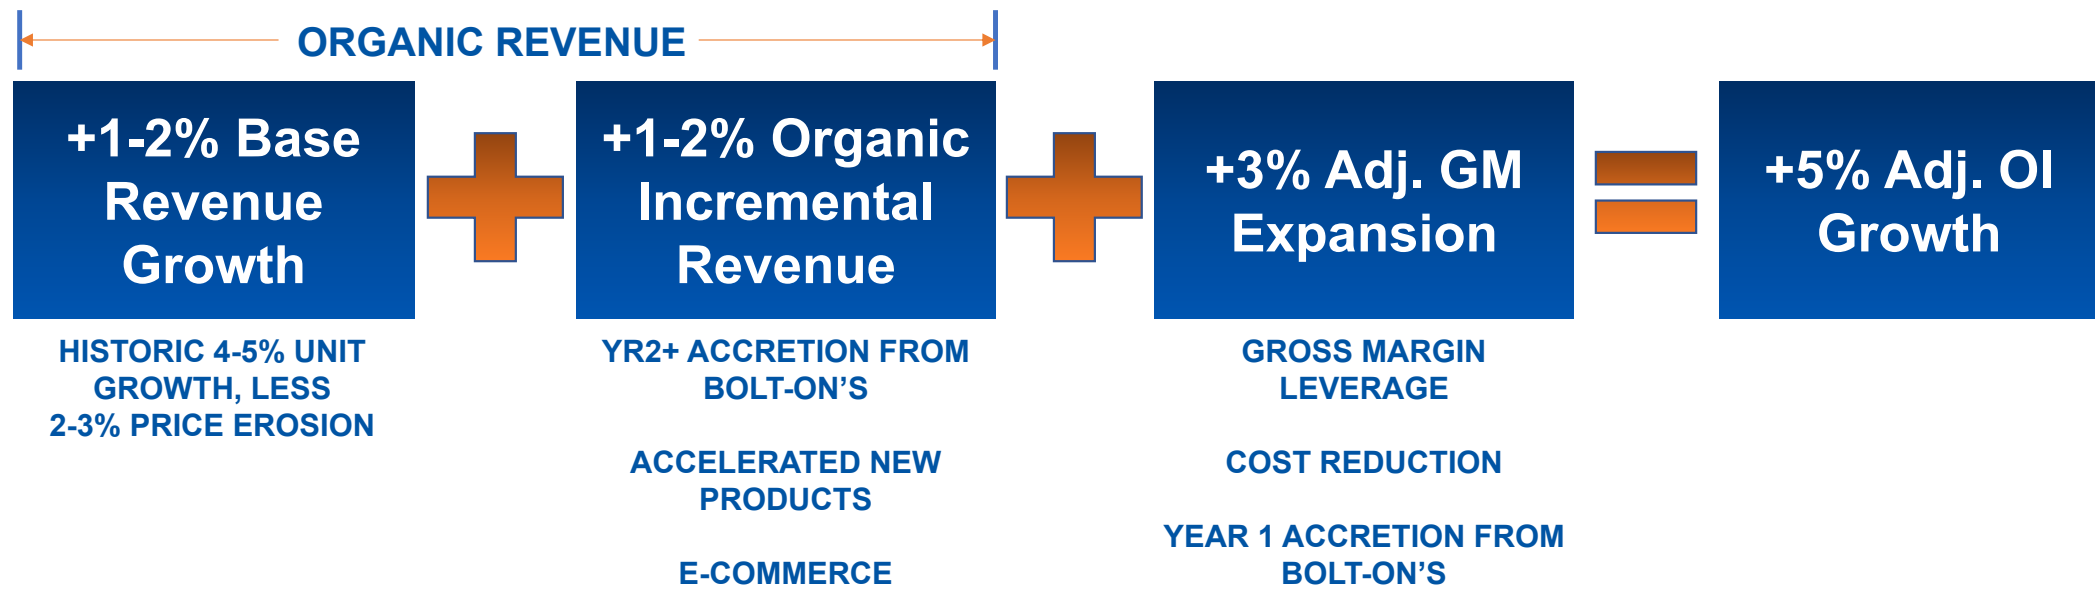 ORGANIC REVENUE
+1-2% Base
Revenue
Growth
+1-2% Organic
Incremental
Revenue
+3% Adj. GM
Expansion
+5% Adj. OI
Growth
HISTORIC 4-5% UNIT
GROWTH, LESS
2-3% PRICE EROSION
YR2+ ACCRETION FROM
BOLT-ON’S
ACCELERATED NEW
PRODUCTS
E-COMMERCE
GROSS MARGIN
LEVERAGE
COST REDUCTION
YEAR 1 ACCRETION FROM
BOLT-ON’S